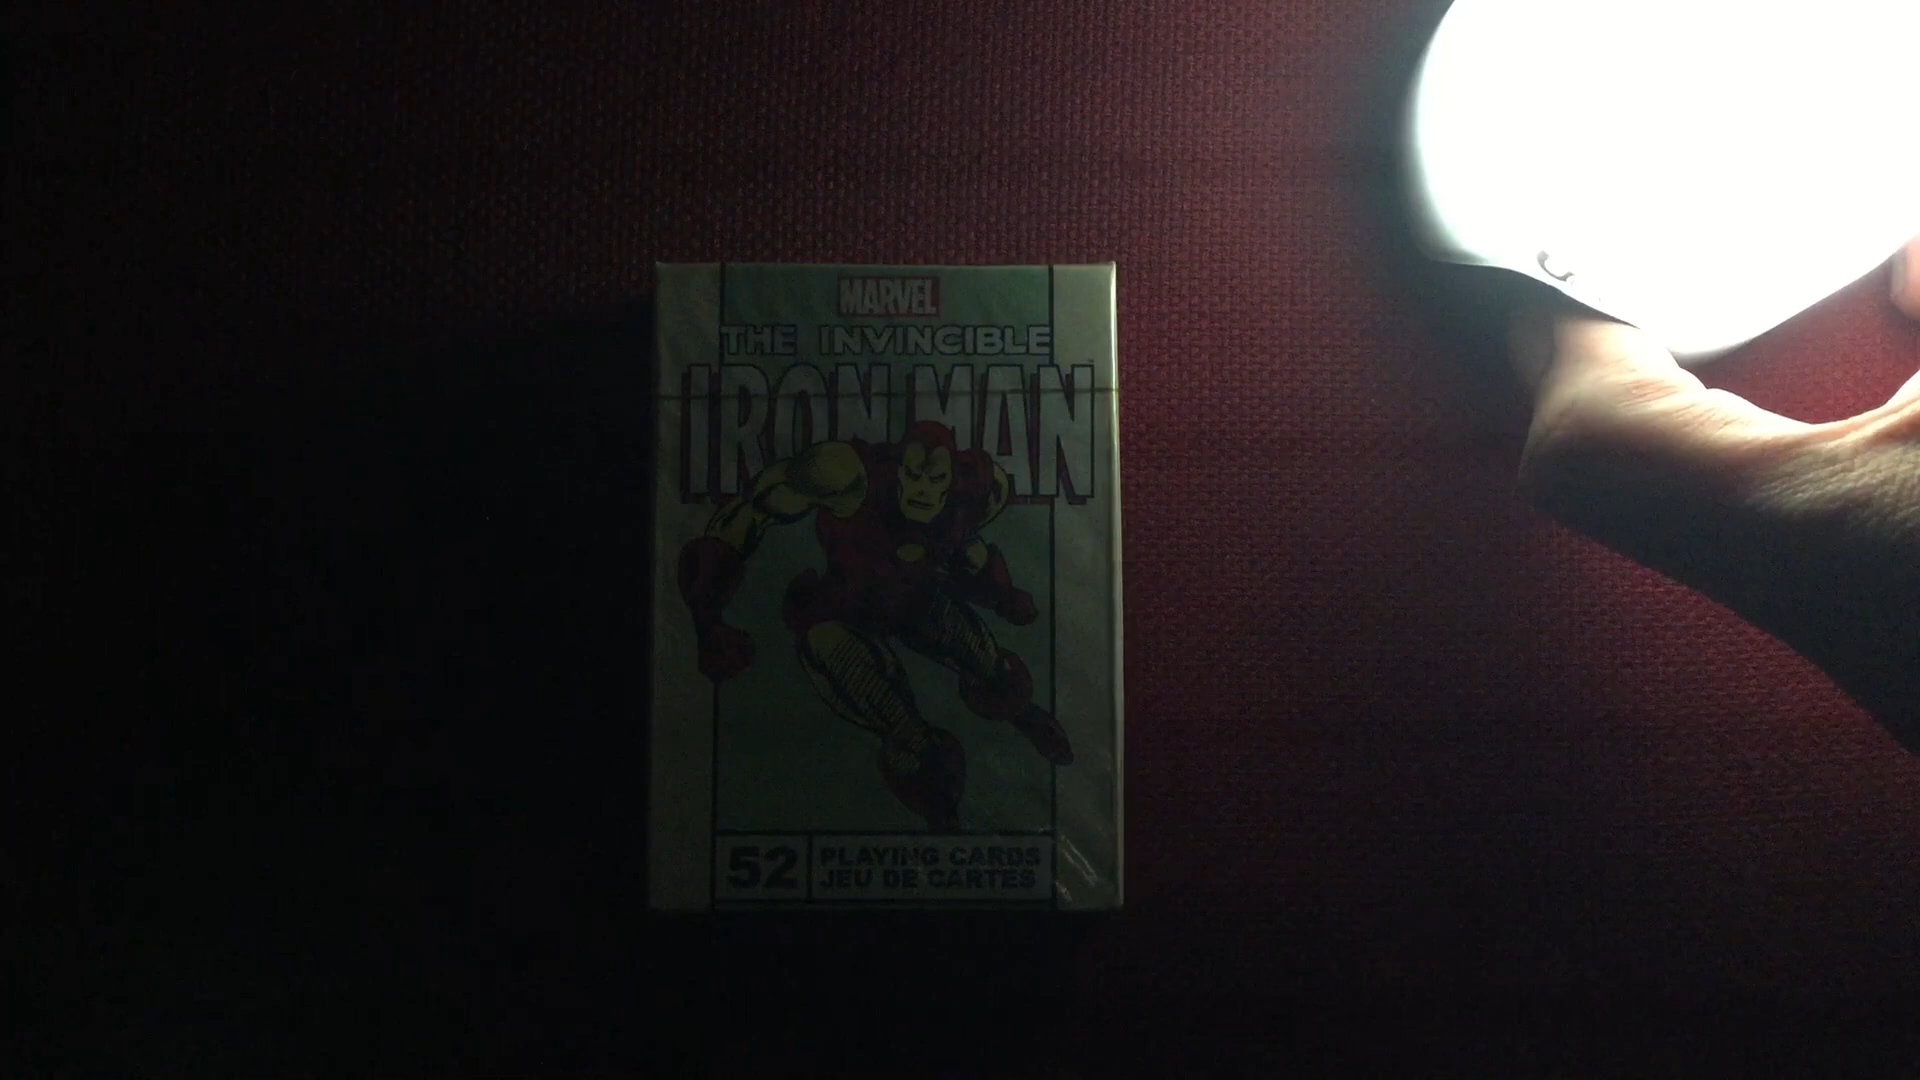 MARVEL
THE INVINCIBLE
IRON MAN
52
PLAYING CARDS
JEU DE CARTES